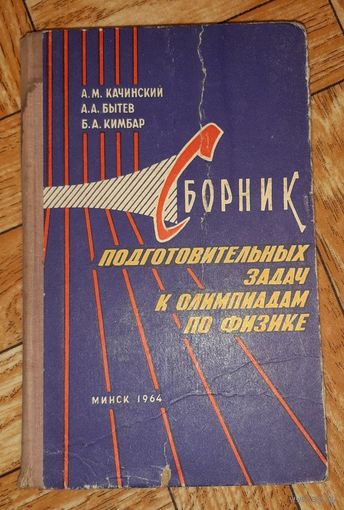 А.М. КАЧИНСКИЙ
А.А. БЫТЕВ
Б.А. КИМБАР
СБОРНИК
ПОДГОТОВИТЕЛЬНЫХ
ЗАДАЧ
К ОЛИМПИАДАМ
ПО ФИЗИКЕ
МИНСК 1964